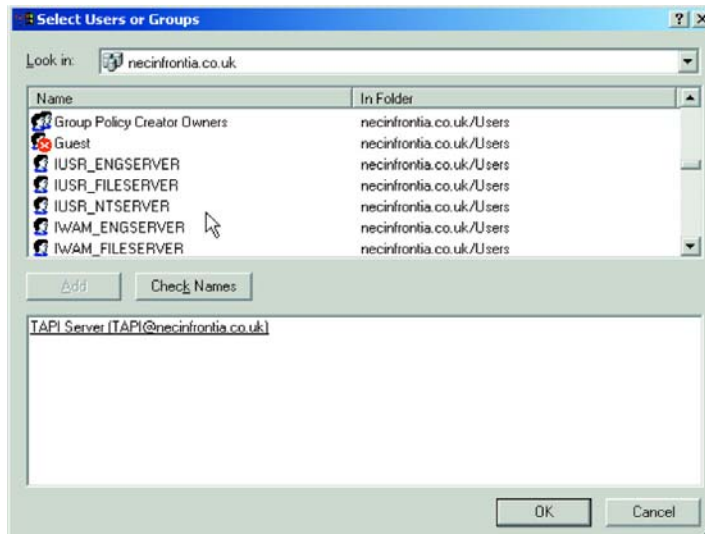 Select Users or Groups
Look in: necinfrontia.co.uk
Name In Folder
Group Policy Creator Owners necinfrontia.co.uk/Users
Guest necinfrontia.co.uk/Users
IUSR_ENGSERVER necinfrontia.co.uk/Users
IUSR_FILESERVER necinfrontia.co.uk/Users
IUSR_NTSERVER necinfrontia.co.uk/Users
IWAM_ENGSERVER necinfrontia.co.uk/Users
IWAM_FILESERVER necinfrontia.co.uk/Users
Add Check Names
TAPI Server (TAPI@necinfrontia.co.uk)
OK Cancel